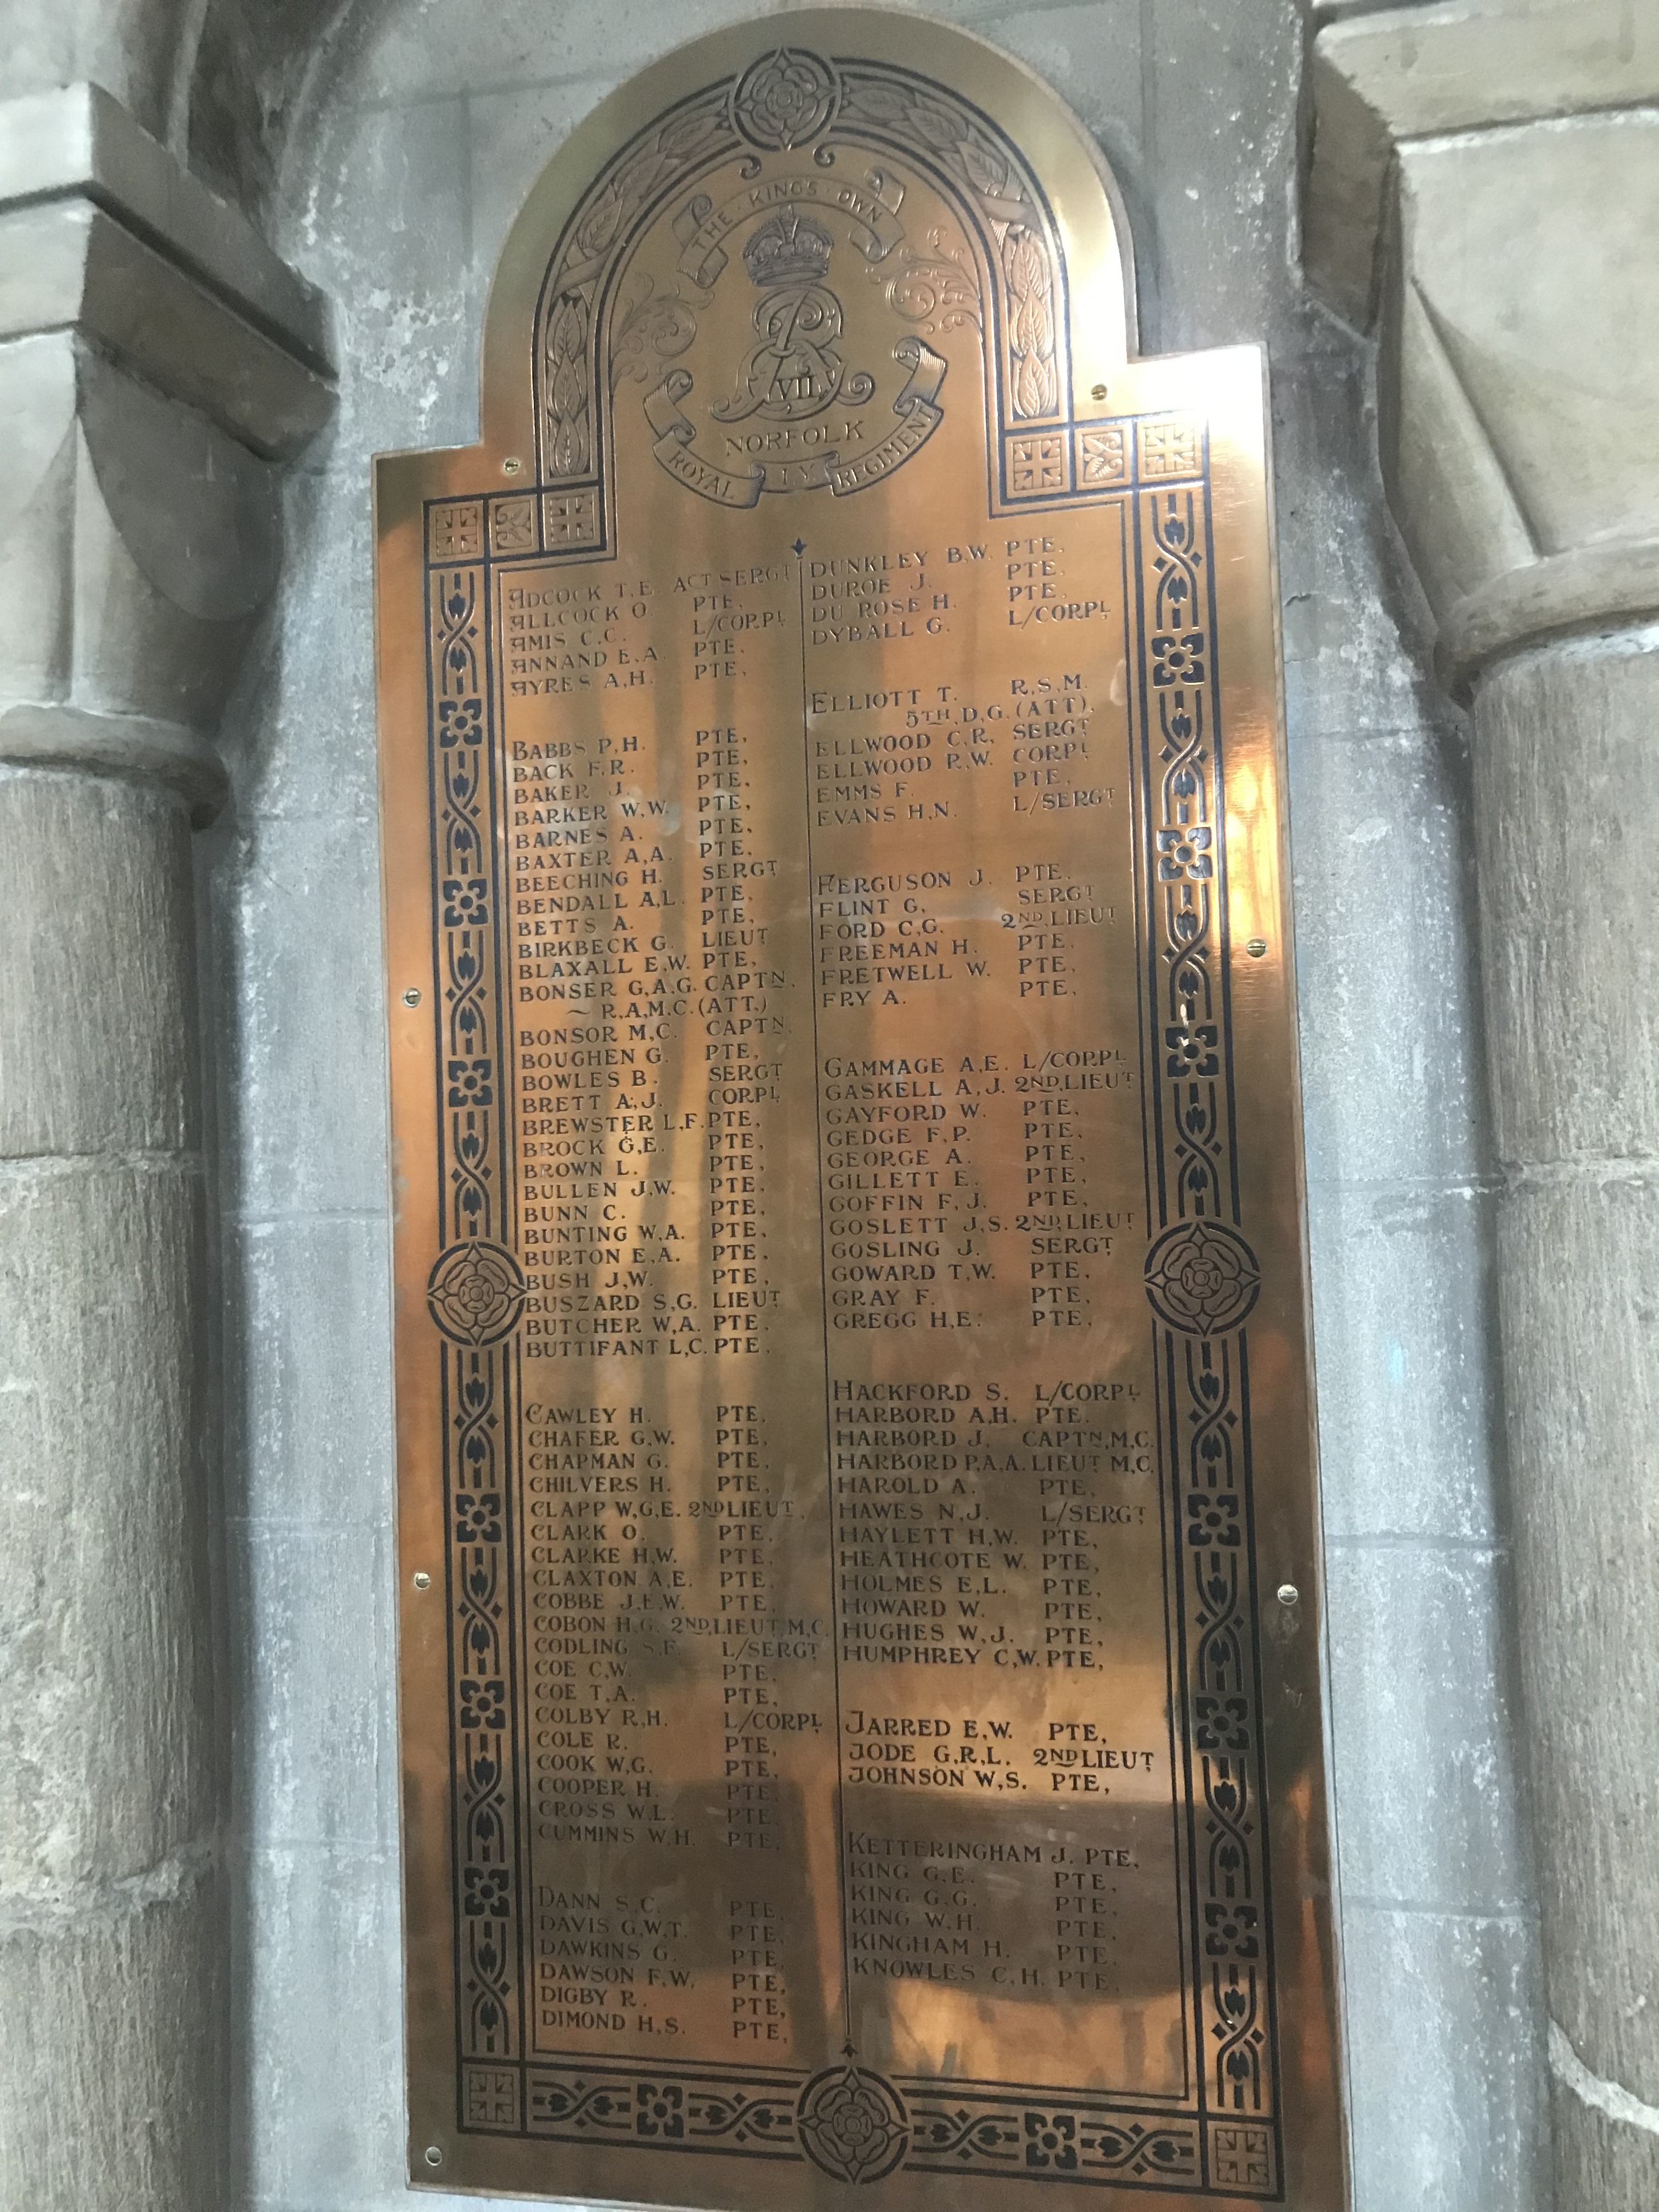 THE · KING'S · OWN
VII
NORFOLK
ROYAL I.Y. REGIMENT
ADCOCK T.E. ACT SERGT
ALLCOCK O. PTE.
AMIS C.C. L/CORPL
ANNAND E.A. PTE.
AYRES A.H. PTE.
BABBS P.H. PTE.
BACK F.R. PTE.
BAKER J. PTE.
BARKER W.W. PTE.
BARNES A. PTE.
BAXTER A.A. PTE.
BEECHING H. SERGT
BENDALL A.L. PTE.
BETTS A. PTE.
BIRKBECK G. LIEUT
BLAXALL E.W. PTE.
BONSER G.A.G. CAPTN.
~ R.A.M.C. (ATT.)
BONSOR M.C. CAPTN.
BOUGHEN G. PTE.
BOWLES B. SERGT
BRETT A.J. CORPL
BREWSTER L.F. PTE.
BROCK G.E. PTE.
BROWN L. PTE.
BULLEN J.W. PTE.
BUNN C. PTE.
BUNTING W.A. PTE.
BURTON E.A. PTE.
BUSH J.W. PTE.
BUSZARD S.G. LIEUT
BUTCHER W.A. PTE.
BUTTIFANT L.C. PTE.
CAWLEY H. PTE.
CHAFER G.W. PTE.
CHAPMAN G. PTE.
CHILVERS H. PTE.
CLAPP W.G.E. 2ND LIEUT.
CLARK O. PTE.
CLARKE H.W. PTE.
CLAXTON A.E. PTE.
COBBE J.E.W. PTE.
COBON H.G. 2ND. LIEUT. M.C.
CODLING S.F. L/SERGT
COE C.W. PTE.
COE T.A. PTE.
COLBY R.H. L/CORPL
COLE R. PTE.
COOK W.G. PTE.
COOPER H. PTE.
CROSS W.L. PTE.
CUMMINS W.H. PTE.
DANN S.C. PTE.
DAVIS G.W.T. PTE.
DAWKINS G. PTE.
DAWSON F.W. PTE.
DIGBY R. PTE.
DIMOND H.S. PTE.
DUNKLEY B.W. PTE.
DUROE J. PTE.
DU ROSE H. PTE.
DYBALL G. L/CORPL
ELLIOTT T. R.S.M.
5TH. D.G. (ATT).
ELLWOOD C.R. SERGT
ELLWOOD R.W. CORPL
EMMS F. PTE.
EVANS H.N. L/SERGT
FERGUSON J. PTE.
FLINT G. SERGT
FORD C.G. 2ND. LIEUT
FREEMAN H. PTE.
FRETWELL W. PTE.
FRY A. PTE.
GAMMAGE A.E. L/CORPL
GASKELL A.J. 2ND. LIEUT
GAYFORD W. PTE.
GEDGE F.P. PTE.
GEORGE A. PTE.
GILLETT E. PTE.
GOFFIN F.J. PTE.
GOSLETT J.S. 2ND. LIEUT
GOSLING J. SERGT
GOWARD T.W. PTE.
GRAY F. PTE.
GREGG H.E. PTE.
HACKFORD S. L/CORPL
HARBORD A.H. PTE.
HARBORD J. CAPTN. M.C.
HARBORD P.A.A. LIEUT M.C.
HAROLD A. PTE.
HAWES N.J. L/SERGT
HAYLETT H.W. PTE.
HEATHCOTE W. PTE.
HOLMES E.L. PTE.
HOWARD W. PTE.
HUGHES W.J. PTE.
HUMPHREY C.W. PTE.
JARRED E.W. PTE.
JODE G.R.L. 2ND LIEUT
JOHNSON W.S. PTE.
KETTERINGHAM J. PTE.
KING G.E. PTE.
KING G.G. PTE.
KING W.H. PTE.
KINGHAM H. PTE.
KNOWLES C.H. PTE.